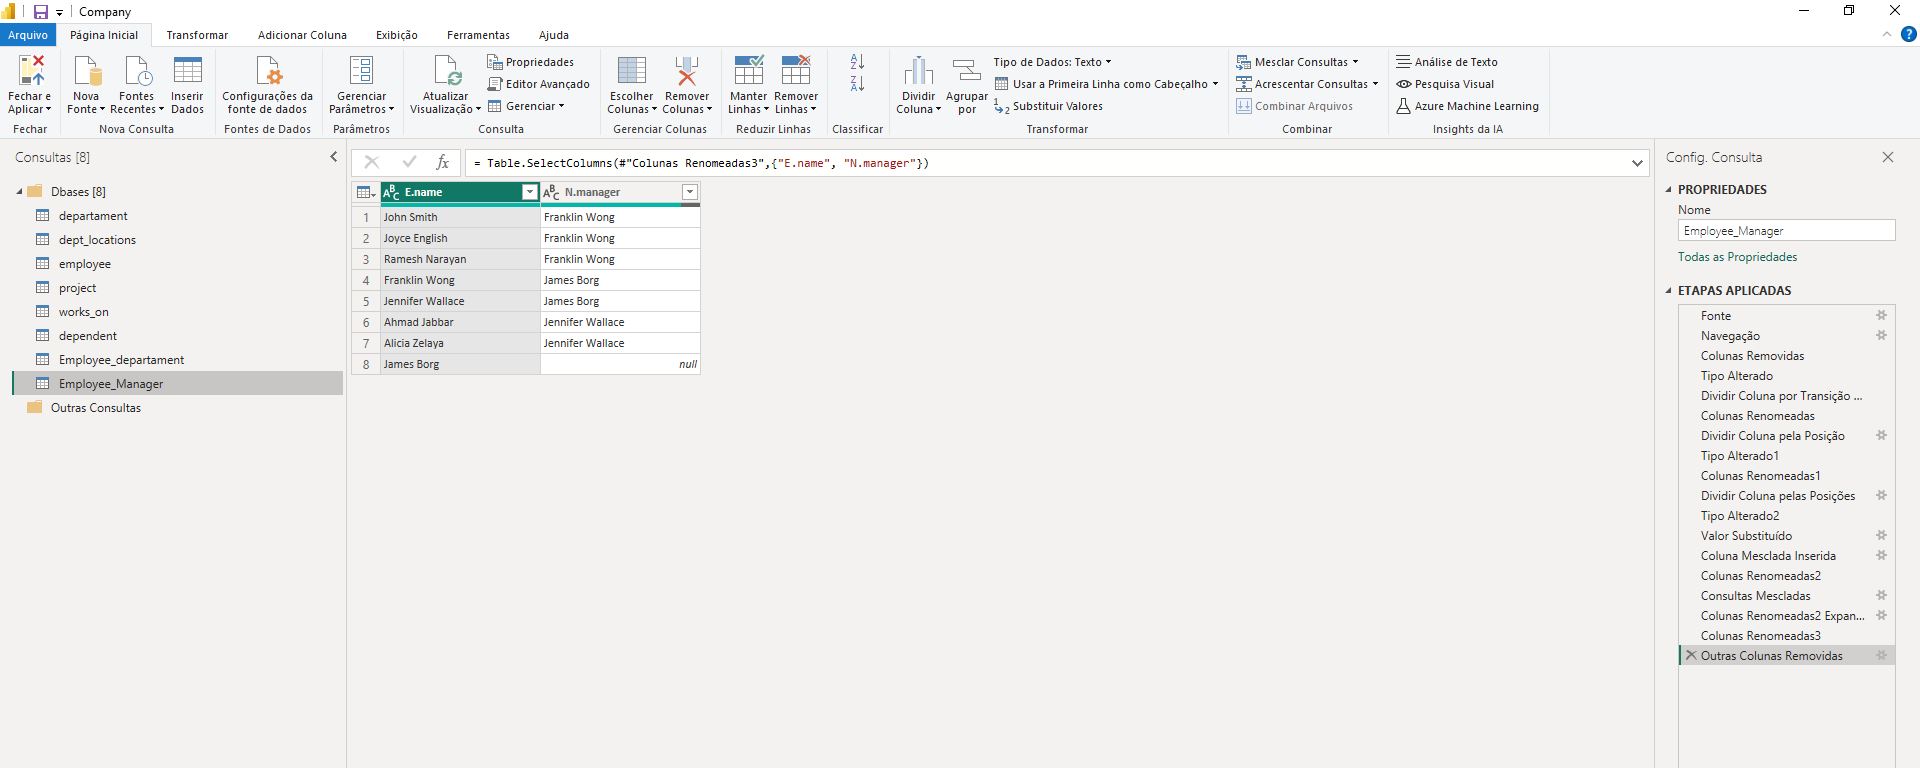 Company
Arquivo
Página Inicial
Transformar
Adicionar Coluna
Exibição
Ferramentas
Ajuda
?
Fechar e
Aplicar
Fechar
Nova
Fonte
Fontes
Recentes
Inserir
Dados
Nova Consulta
Configurações da
fonte de dados
Fontes de Dados
Gerenciar
Parâmetros
Parâmetros
Atualizar
Visualização
Propriedades
Editor Avançado
Gerenciar
Consulta
Escolher
Colunas
Remover
Colunas
Gerenciar Colunas
Manter
Linhas
Remover
Linhas
Reduzir Linhas
A
Z
Z
A
Classificar
Dividir
Coluna
Agrupar
por
Tipo de Dados: Texto
Usar a Primeira Linha como Cabeçalho
1
2
Substituir Valores
Transformar
Mesclar Consultas
Acrescentar Consultas
Combinar Arquivos
Combinar
Análise de Texto
Pesquisa Visual
Azure Machine Learning
Insights da IA
Consultas [8]
Dbases [8]
departament
dept_locations
employee
project
works_on
dependent
Employee_departament
Employee_Manager
Outras Consultas
fx
= Table.SelectColumns(#"Colunas Renomeadas3",{"E.name", "N.manager"})
ABC E.name ABC N.manager
1 John Smith Franklin Wong
2 Joyce English Franklin Wong
3 Ramesh Narayan Franklin Wong
4 Franklin Wong James Borg
5 Jennifer Wallace James Borg
6 Ahmad Jabbar Jennifer Wallace
7 Alicia Zelaya Jennifer Wallace
8 James Borg null
Config. Consulta
PROPRIEDADES
Nome
Employee_Manager
Todas as Propriedades
ETAPAS APLICADAS
Fonte
Navegação
Colunas Removidas
Tipo Alterado
Dividir Coluna por Transição ...
Colunas Renomeadas
Dividir Coluna pela Posição
Tipo Alterado1
Colunas Renomeadas1
Dividir Coluna pelas Posições
Tipo Alterado2
Valor Substituído
Coluna Mesclada Inserida
Colunas Renomeadas2
Consultas Mescladas
Colunas Renomeadas2 Expan...
Colunas Renomeadas3
Outras Colunas Removidas